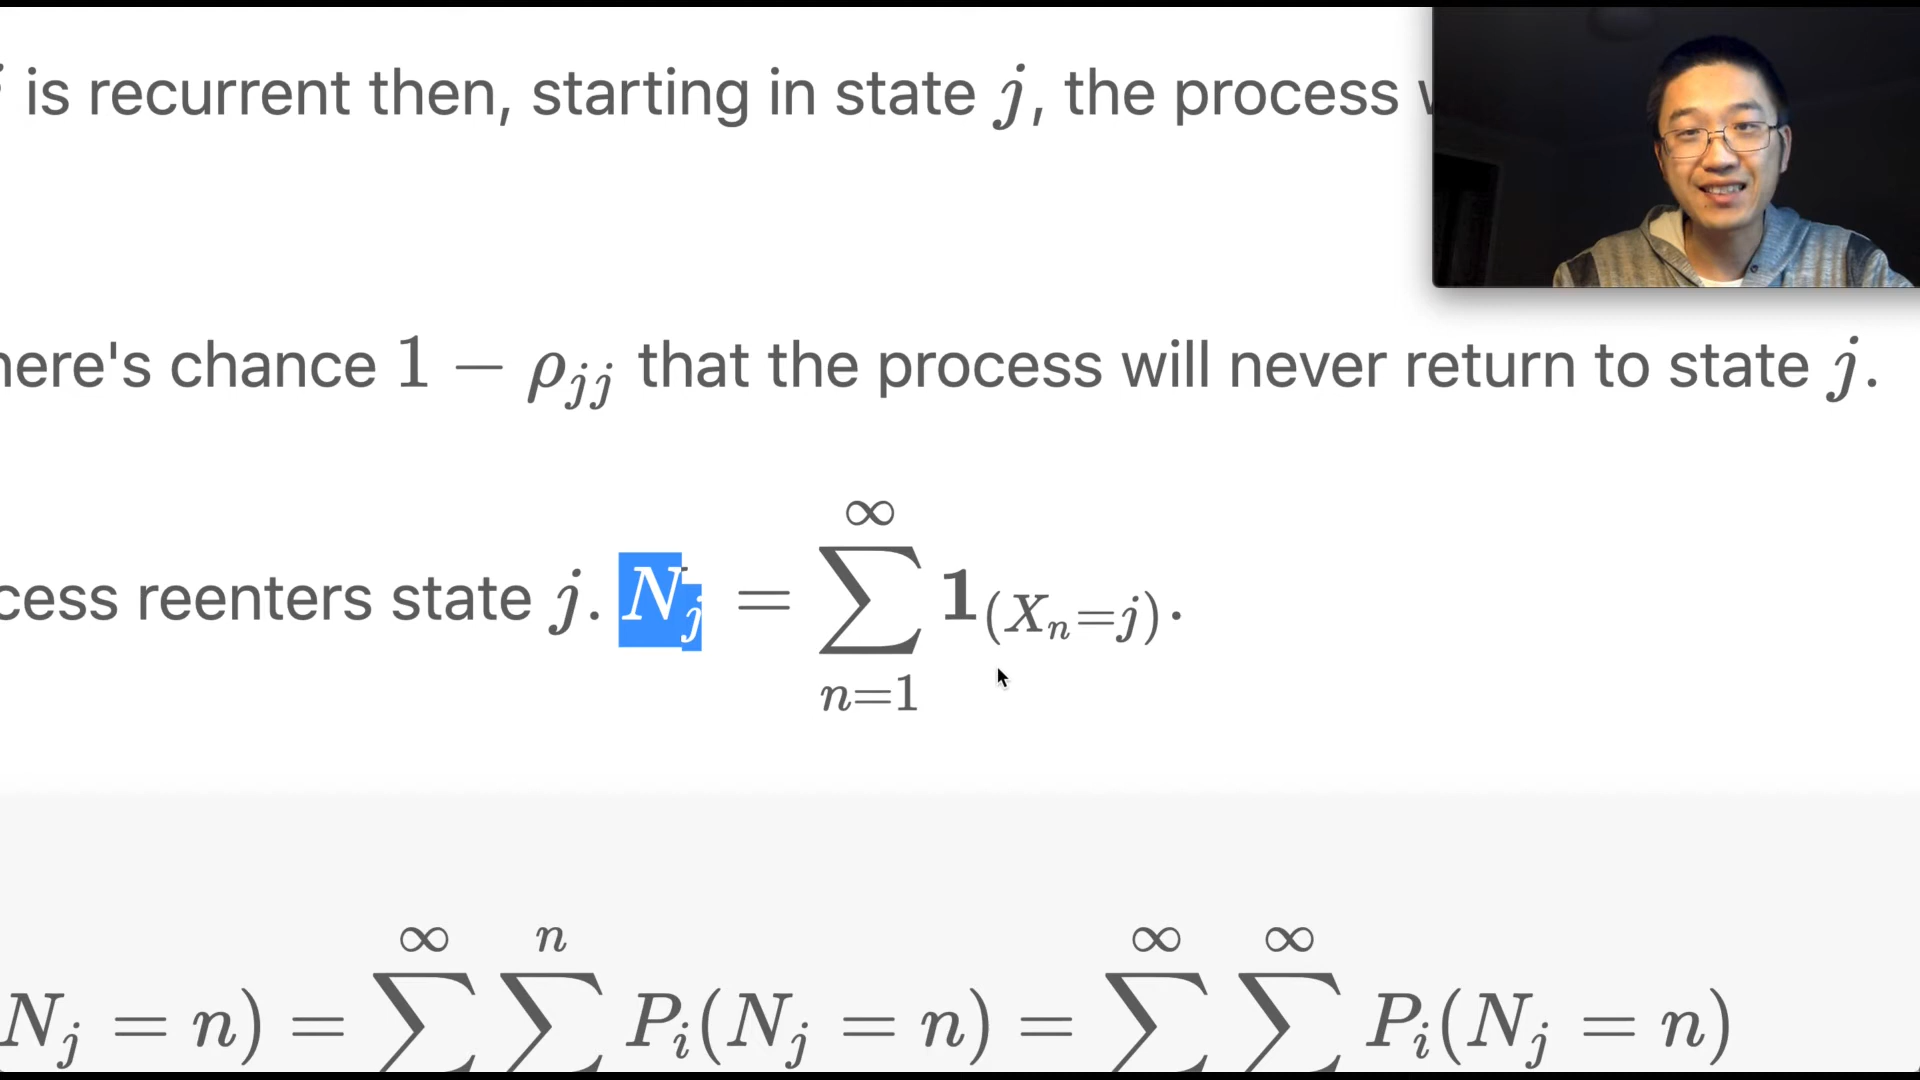 is recurrent then, starting in state j, the process
here's chance 1 − ρ_jj that the process will never return to state j.
cess reenters state j. N_j = ∑_{n=1}^{∞} 1_{(X_n=j)}.
N_j = n) = ∑^{∞} ∑^{n} P_i(N_j = n) = ∑^{∞} ∑^{∞} P_i(N_j = n)